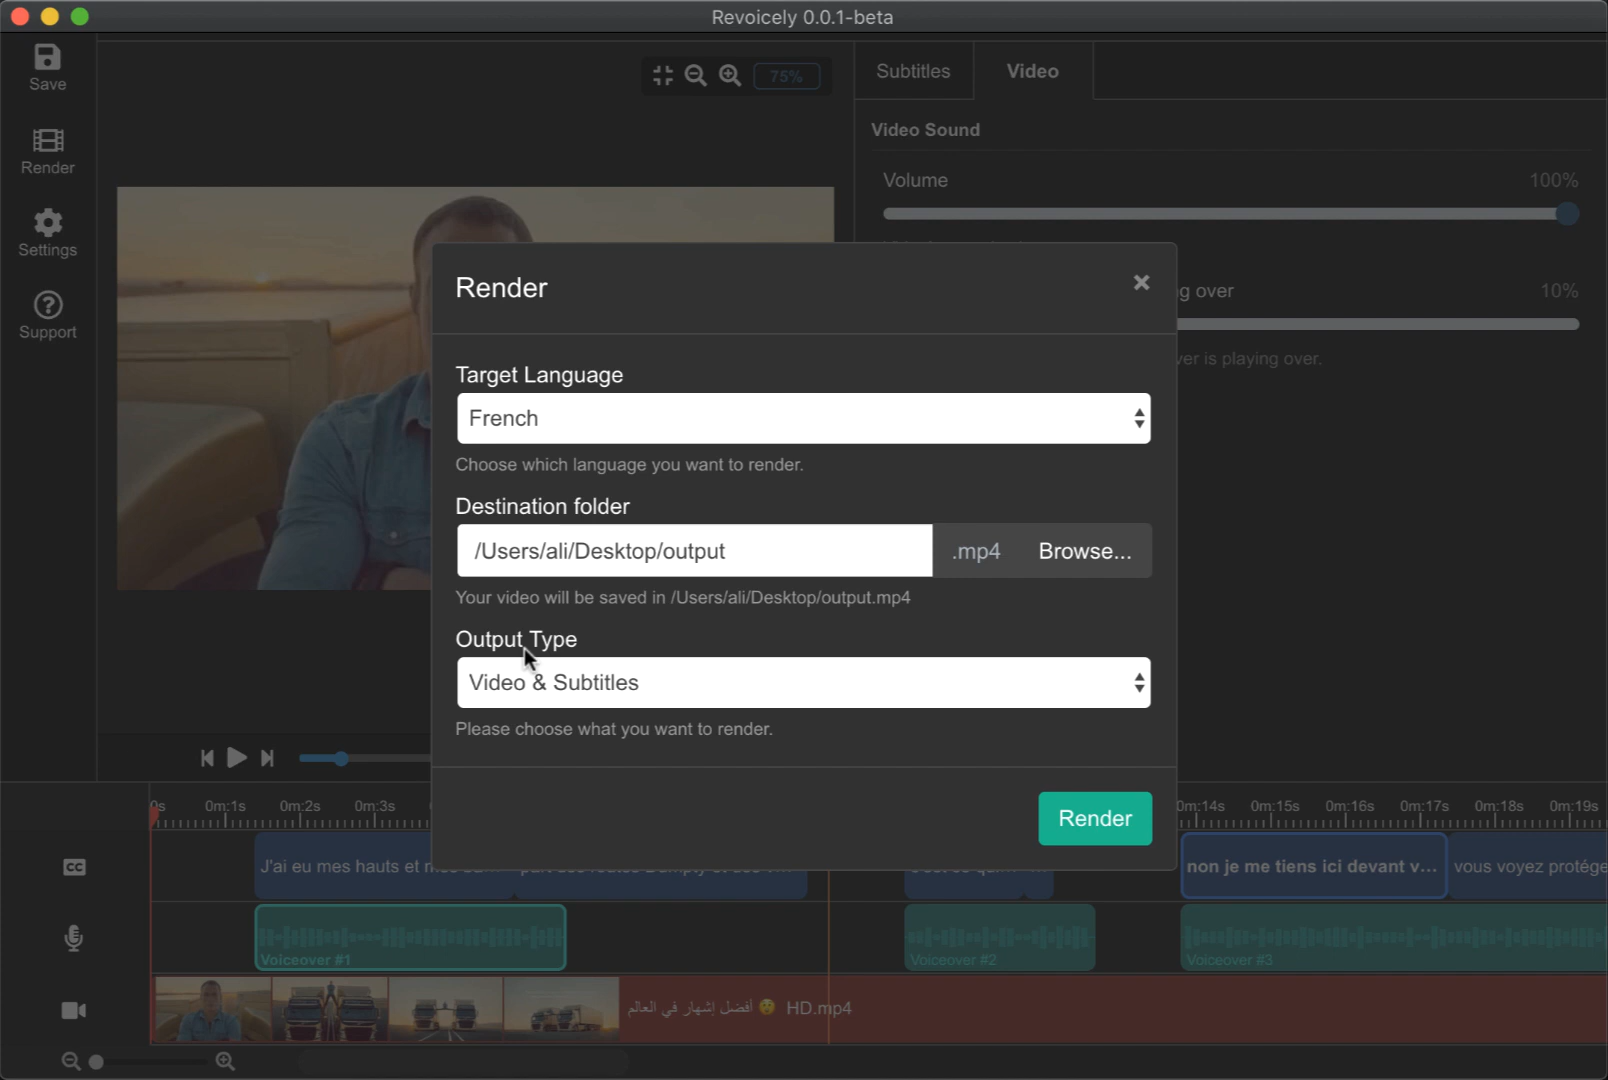 Revoicely 0.0.1-beta
Save
Render
Settings
Support
75%
Subtitles
Video
Video Sound
Volume
100%
g over
10%
ver is playing over.
Render
Target Language
French
Choose which language you want to render.
Destination folder
/Users/ali/Desktop/output
.mp4
Browse...
Your video will be saved in /Users/ali/Desktop/output.mp4
Output Type
Video & Subtitles
Please choose what you want to render.
Render
0s 0m:1s 0m:2s 0m:3s 0m:14s 0m:15s 0m:16s 0m:17s 0m:18s 0m:19s
CC
J'ai eu mes hauts et
non je me tiens ici devant v...
vous voyez protége
Voiceover #1
Voiceover #2
Voiceover #3
أفضل إشهار في العالم 😲 HD.mp4